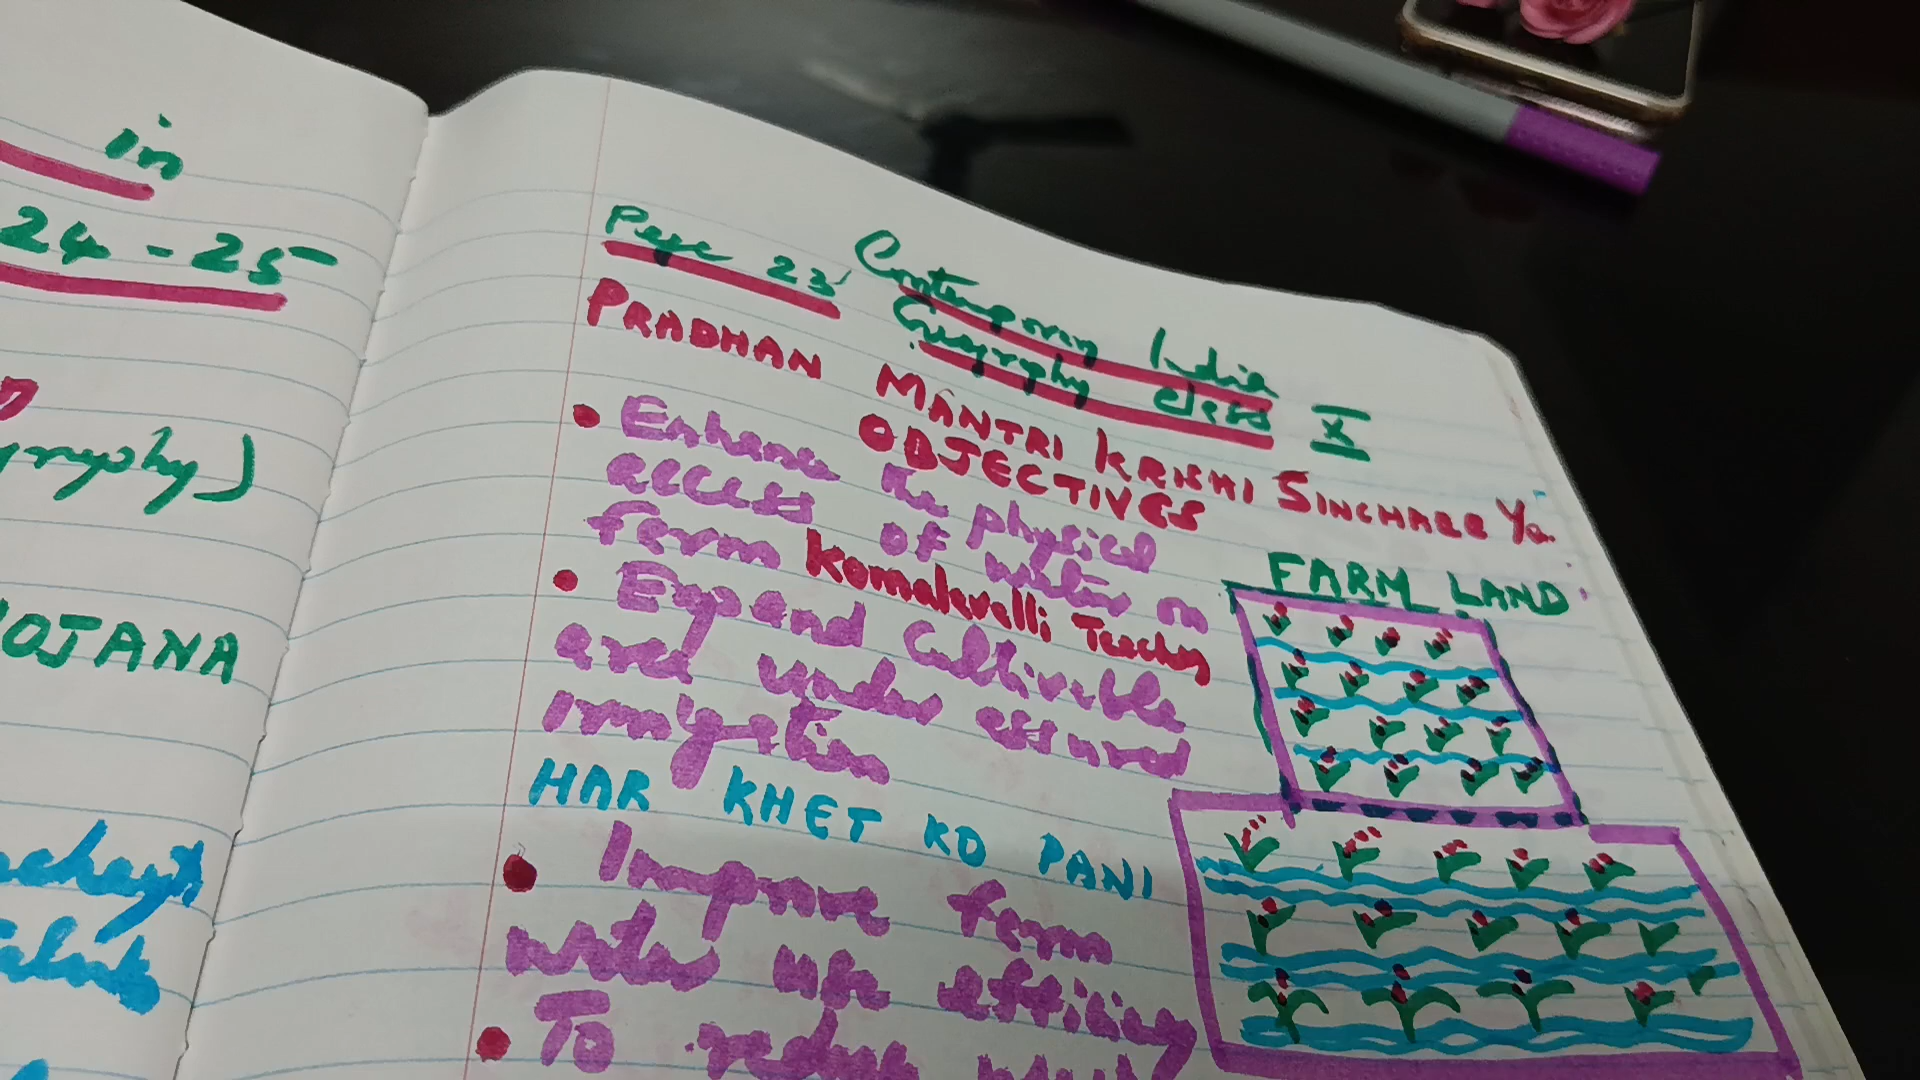 in
24-25
OJANA
Page 23 Contemporary India
Geography class X
PRADHAN MANTRI KRISHI SINCHAEE Yo
OBJECTIVES
• Enhance the physical
access of water on
farm Komalavalli Teacher
• Expand Cultivable
area under assured
irrigation
HAR KHET KO PANI
• Improve farm
water use efficiency
• To reduce
FARM LAND